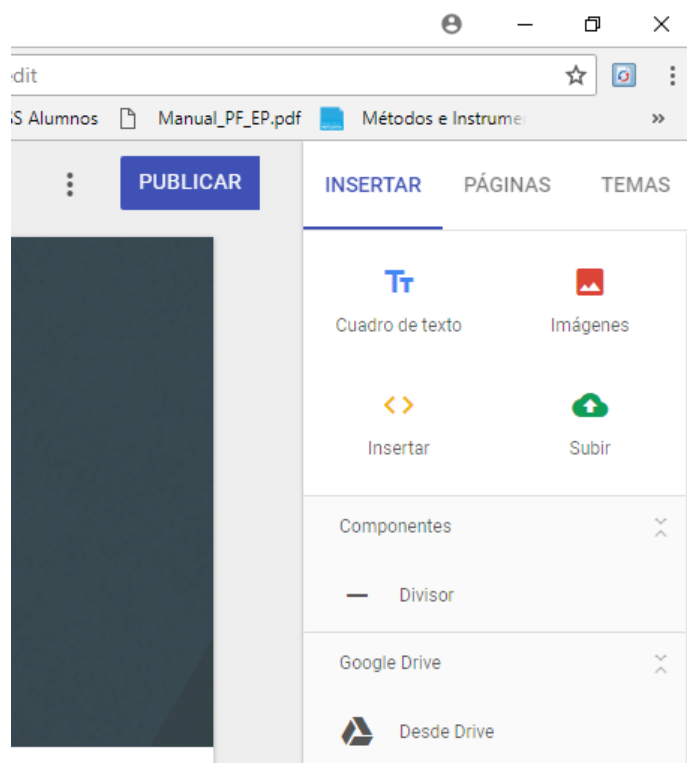 edit
SS Alumnos Manual_PF_EP.pdf Métodos e Instrume
PUBLICAR
INSERTAR PÁGINAS TEMAS
Cuadro de texto Imágenes
Insertar Subir
Componentes
Divisor
Google Drive
Desde Drive